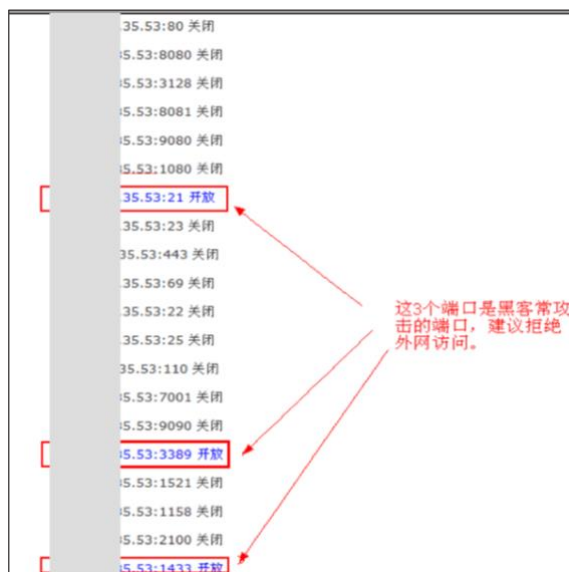 .35.53:80 关闭
35.53:8080 关闭
35.53:3128 关闭
35.53:8081 关闭
35.53:9080 关闭
35.53:1080 关闭
.35.53:21 开放
.35.53:23 关闭
35.53:443 关闭
.35.53:69 关闭
.35.53:22 关闭
.35.53:25 关闭
35.53:110 关闭
35.53:7001 关闭
35.53:9090 关闭
35.53:3389 开放
35.53:1521 关闭
35.53:1158 关闭
35.53:2100 关闭
35.53:1433 开放
这3个端口是黑客常攻
击的端口，建议拒绝
外网访问。